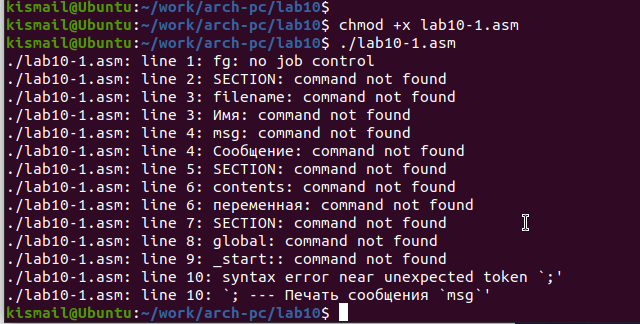 kismail@Ubuntu:~/work/arch-pc/lab10$
kismail@Ubuntu:~/work/arch-pc/lab10$ chmod +x lab10-1.asm
kismail@Ubuntu:~/work/arch-pc/lab10$ ./lab10-1.asm
./lab10-1.asm: line 1: fg: no job control
./lab10-1.asm: line 2: SECTION: command not found
./lab10-1.asm: line 3: filename: command not found
./lab10-1.asm: line 3: Имя: command not found
./lab10-1.asm: line 4: msg: command not found
./lab10-1.asm: line 4: Сообщение: command not found
./lab10-1.asm: line 5: SECTION: command not found
./lab10-1.asm: line 6: contents: command not found
./lab10-1.asm: line 6: переменная: command not found
./lab10-1.asm: line 7: SECTION: command not found
./lab10-1.asm: line 8: global: command not found
./lab10-1.asm: line 9: _start:: command not found
./lab10-1.asm: line 10: syntax error near unexpected token `;'
./lab10-1.asm: line 10: `; --- Печать сообщения `msg`'
kismail@Ubuntu:~/work/arch-pc/lab10$